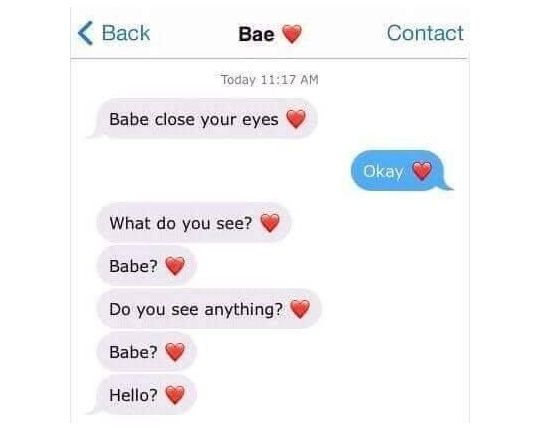 Back Bae ❤️ Contact
Today 11:17 AM
Babe close your eyes ❤️
Okay ❤️
What do you see? ❤️
Babe? ❤️
Do you see anything? ❤️
Babe? ❤️
Hello? ❤️